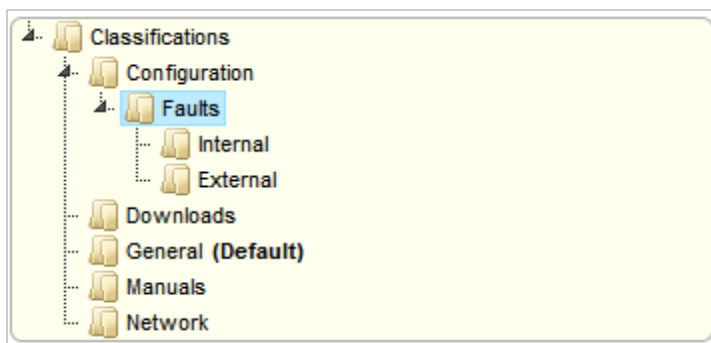 Classifications
Configuration
Faults
Internal
External
Downloads
General (Default)
Manuals
Network